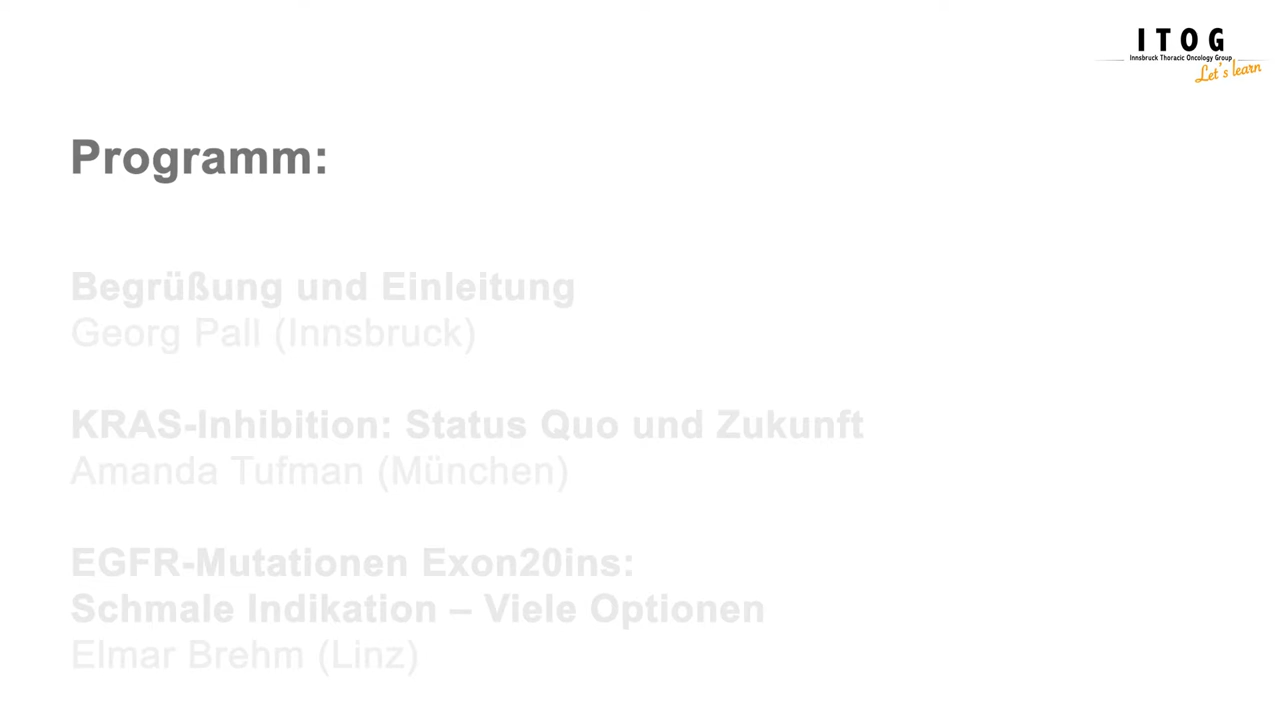 ITOG
Innsbruck Thoracic Oncology Group
Let's learn
Programm:
Begrüßung und Einleitung
Georg Pall (Innsbruck)
KRAS-Inhibition: Status Quo und Zukunft
Amanda Tufman (München)
EGFR-Mutationen Exon20ins:
Schmale Indikation – Viele Optionen
Elmar Brehm (Linz)